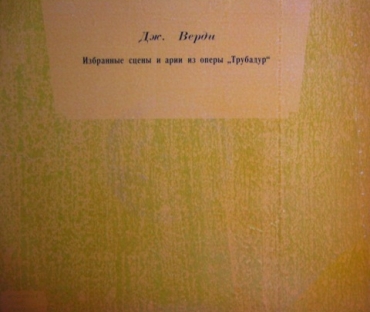 Дж. Верди
Избранные сцены и арии из оперы „Трубадур“